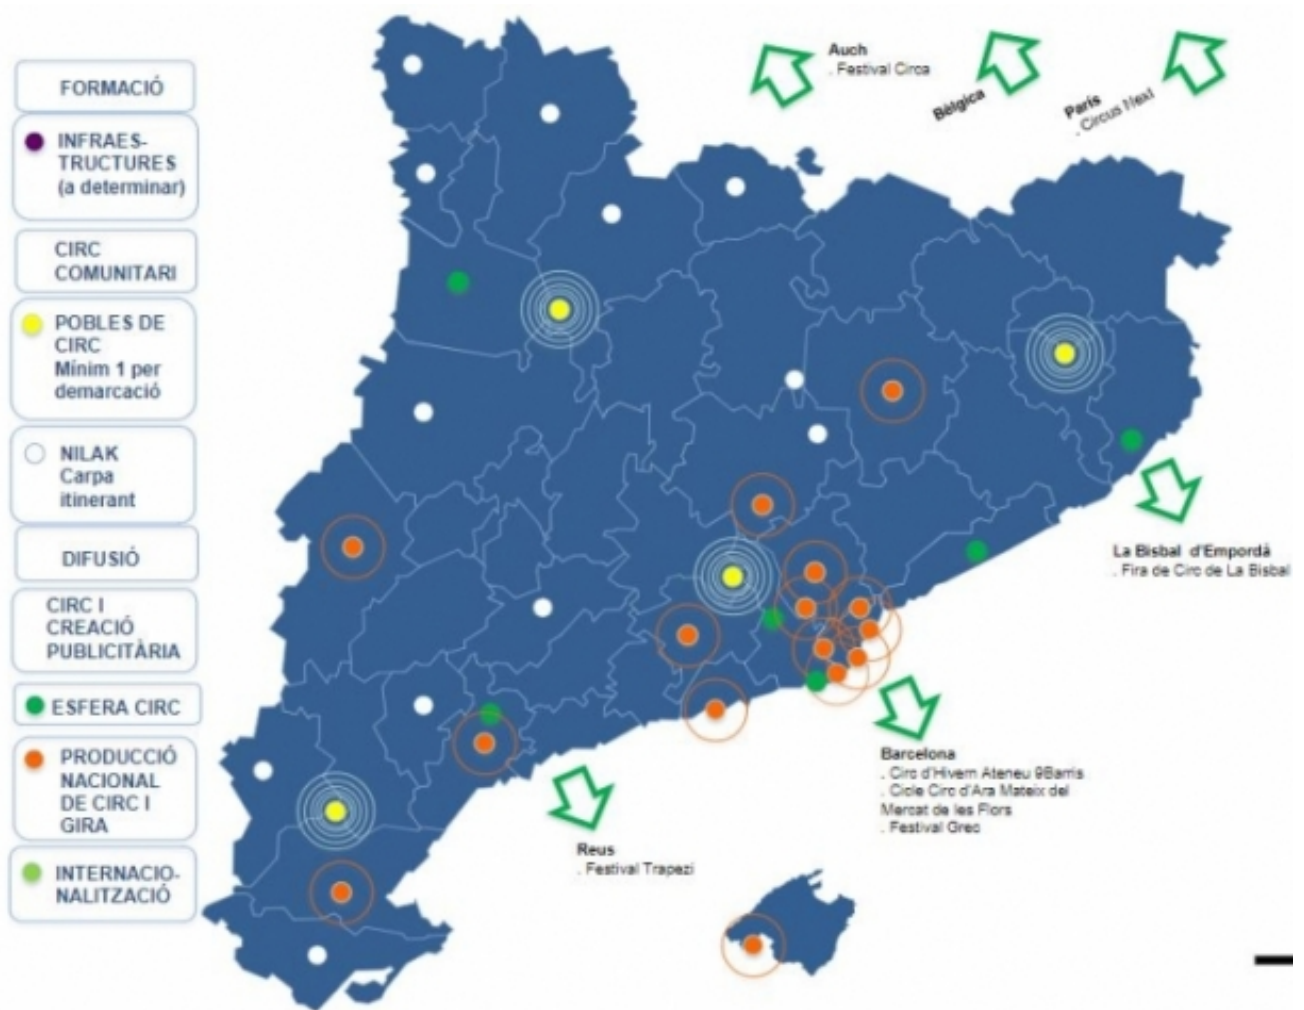 FORMACIÓ
INFRAES-
TRUCTURES
(a determinar)
CIRC
COMUNITARI
POBLES DE
CIRC
Mínim 1 per
demarcació
NILAK
Carpa
itinerant
DIFUSIÓ
CIRC I
CREACIÓ
PUBLICITÀRIA
ESFERA CIRC
PRODUCCIÓ
NACIONAL
DE CIRC I
GIRA
INTERNACIO-
NALITZACIÓ
Auch
. Festival Circa
Bèlgica
París
. Circus Next
La Bisbal d'Empordà
. Fira de Circ de La Bisbal
Barcelona
. Circ d'Hivern Ateneu 9Barris
. Cicle Circ d'Ara Mateix del
Mercat de les Flors
. Festival Grec
Reus
. Festival Trapezi